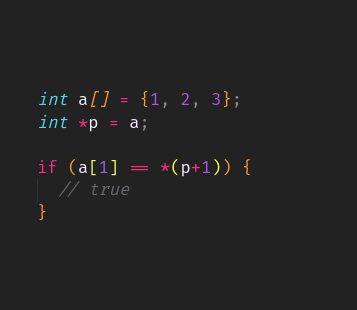 int a[] = {1, 2, 3};
int *p = a;

if (a[1] == *(p+1)) {
  // true
}